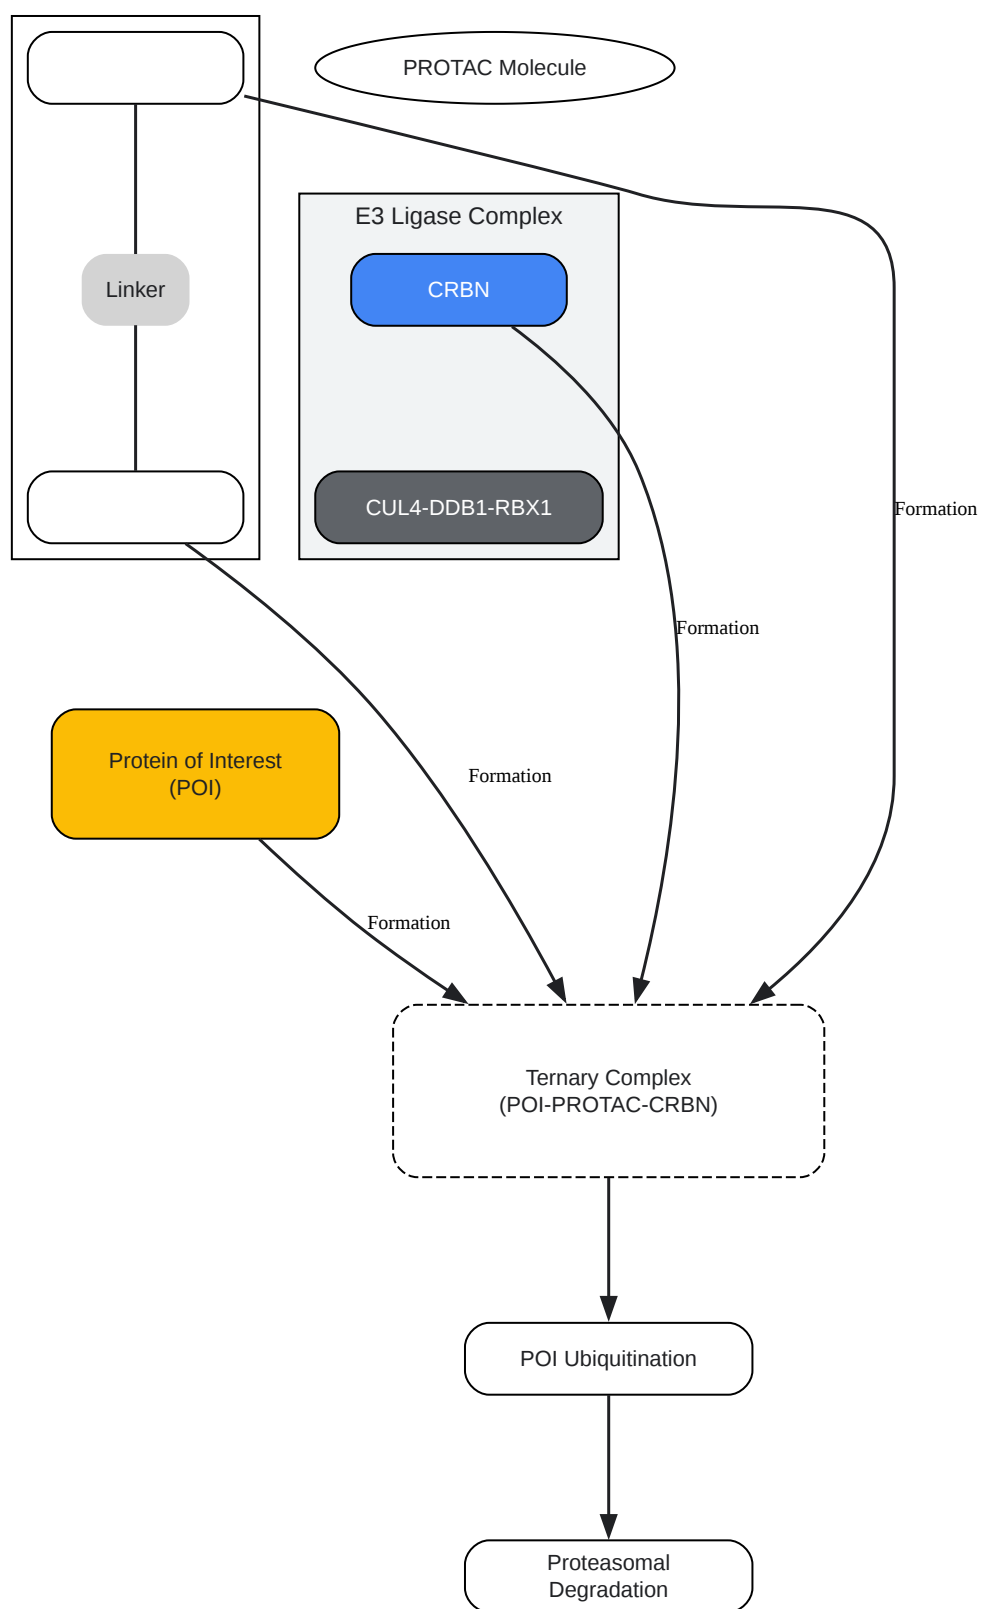 PROTAC Molecule
E3 Ligase Complex
Linker
CRBN
CUL4-DDB1-RBX1
Formation
Formation
Protein of Interest
(POI)
Formation
Formation
Ternary Complex
(POI-PROTAC-CRBN)
POI Ubiquitination
Proteasomal
Degradation